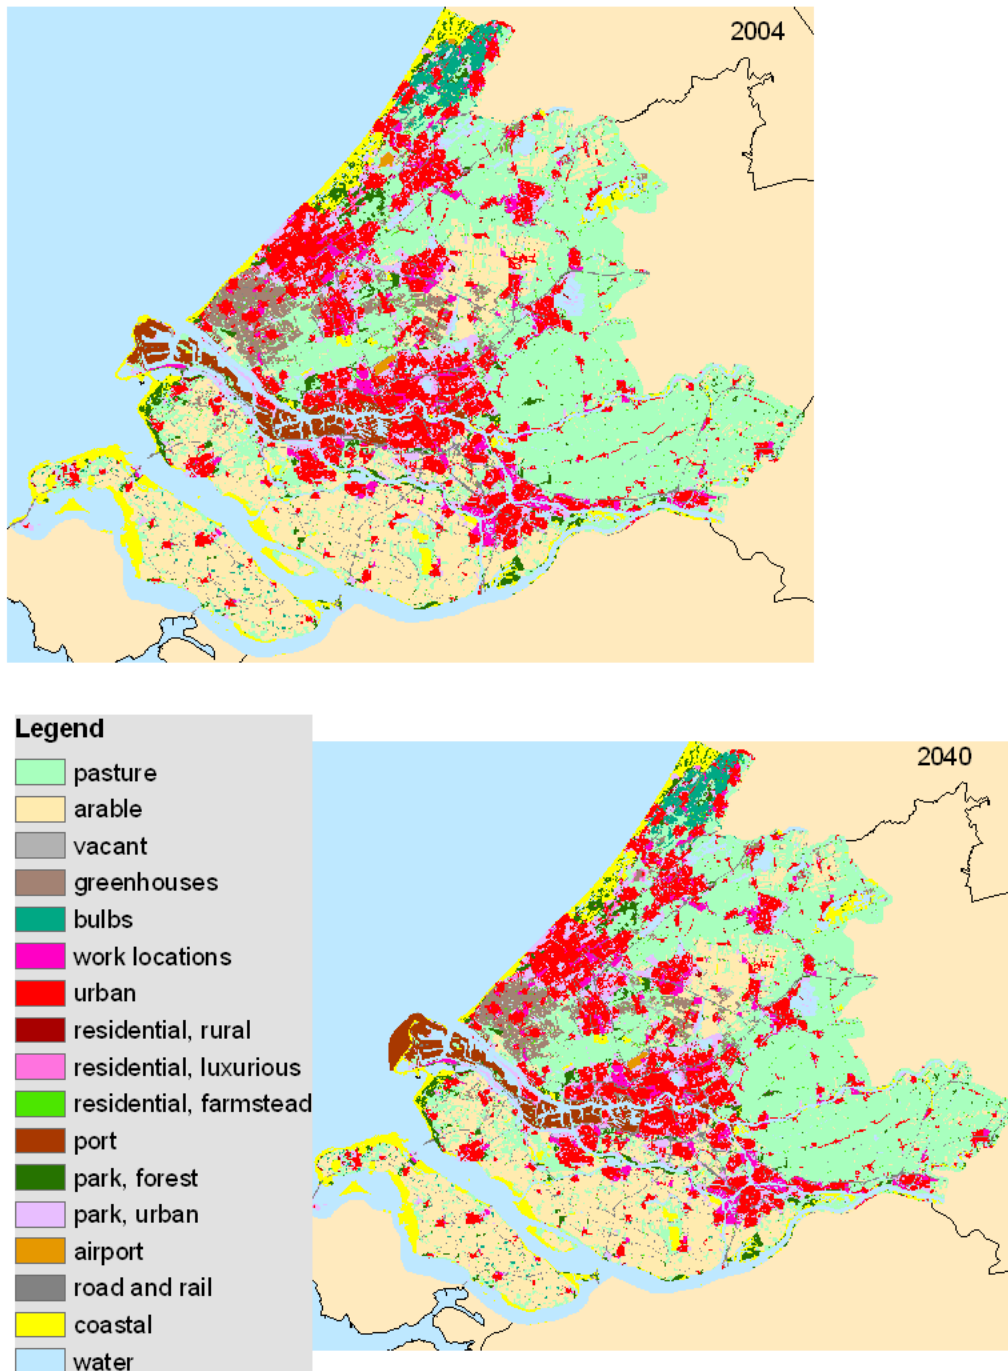 2004
Legend
pasture
arable
vacant
greenhouses
bulbs
work locations
urban
residential, rural
residential, luxurious
residential, farmstead
port
park, forest
park, urban
airport
road and rail
coastal
water
2040